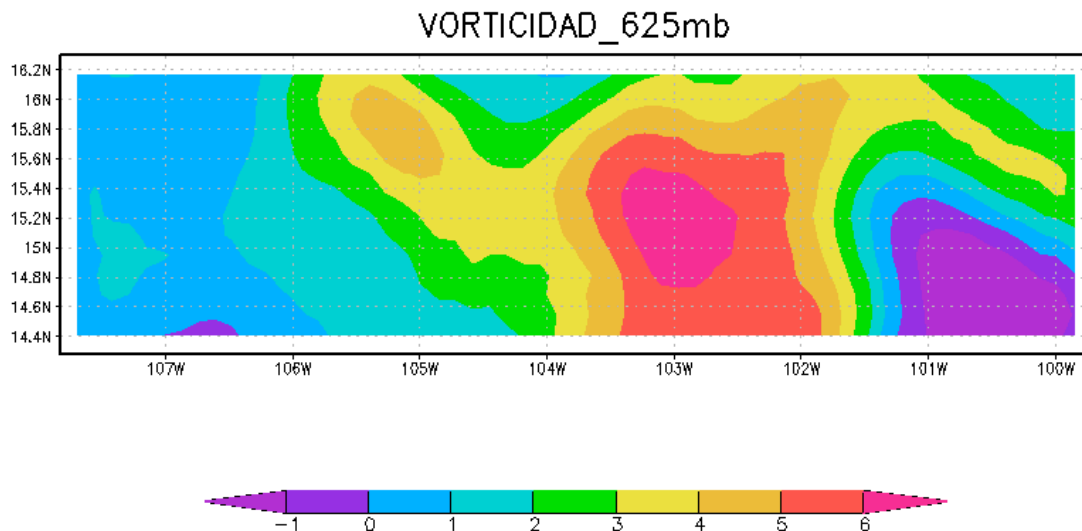 VORTICIDAD_625mb
16.2N
16N
15.8N
15.6N
15.4N
15.2N
15N
14.8N
14.6N
14.4N
107W 106W 105W 104W 103W 102W 101W 100W
-1 0 1 2 3 4 5 6